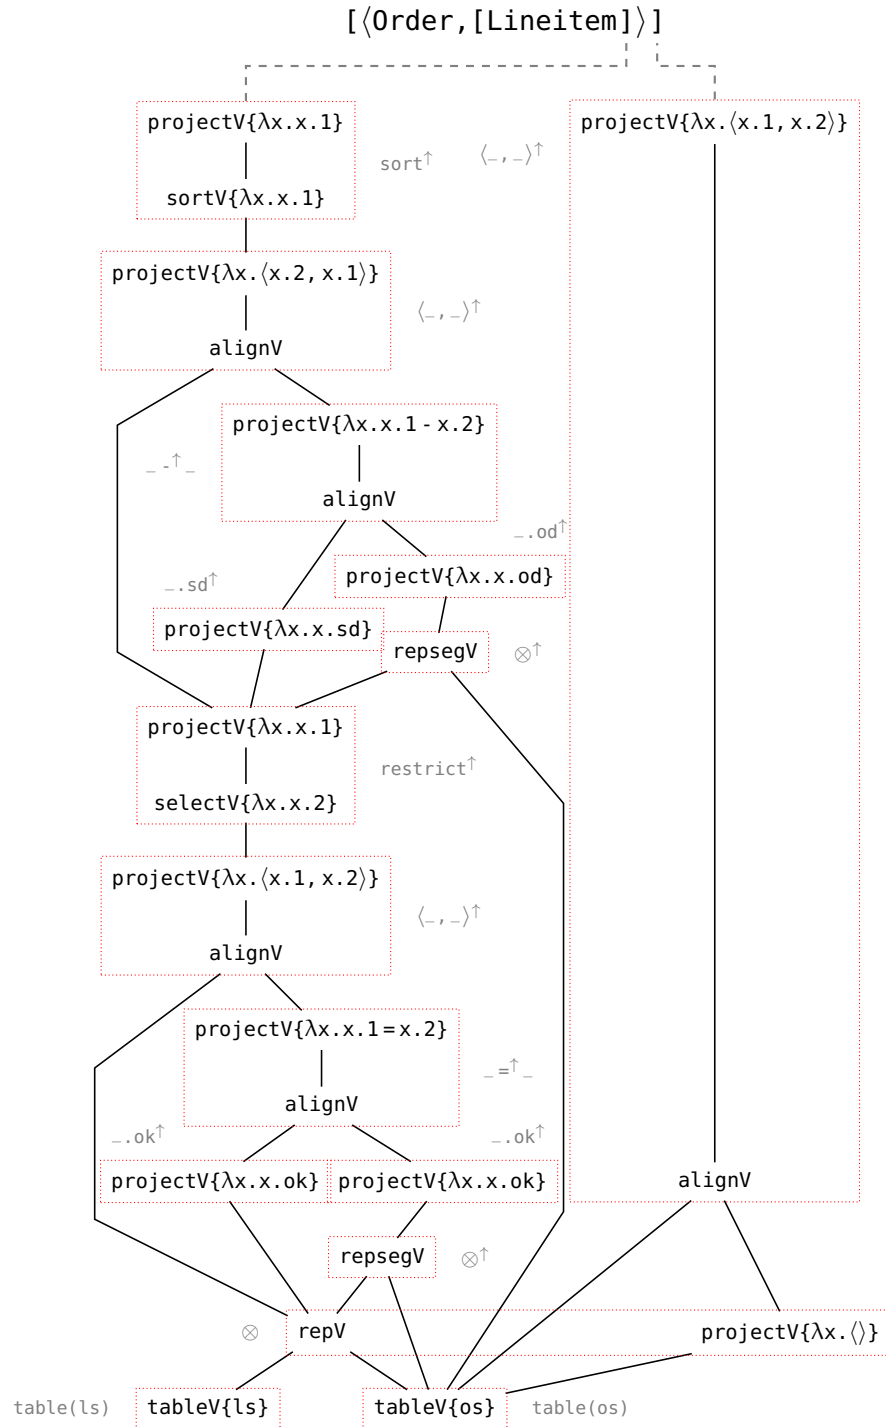 [⟨Order,[Lineitem]⟩]
projectV{λx.x.1}
projectV{λx.⟨x.1, x.2⟩}
sort↑
⟨_,_⟩↑
sortV{λx.x.1}
projectV{λx.⟨x.2, x.1⟩}
⟨_,_⟩↑
alignV
projectV{λx.x.1 - x.2}
_ -↑ _
alignV
_.od↑
projectV{λx.x.od}
_.sd↑
projectV{λx.x.sd}
repsegV
⊗↑
projectV{λx.x.1}
restrict↑
selectV{λx.x.2}
projectV{λx.⟨x.1, x.2⟩}
⟨_,_⟩↑
alignV
projectV{λx.x.1 = x.2}
_ =↑ _
alignV
_.ok↑
_.ok↑
projectV{λx.x.ok}
projectV{λx.x.ok}
alignV
repsegV
⊗↑
⊗
repV
projectV{λx.⟨⟩}
table(ls)
tableV{ls}
tableV{os}
table(os)